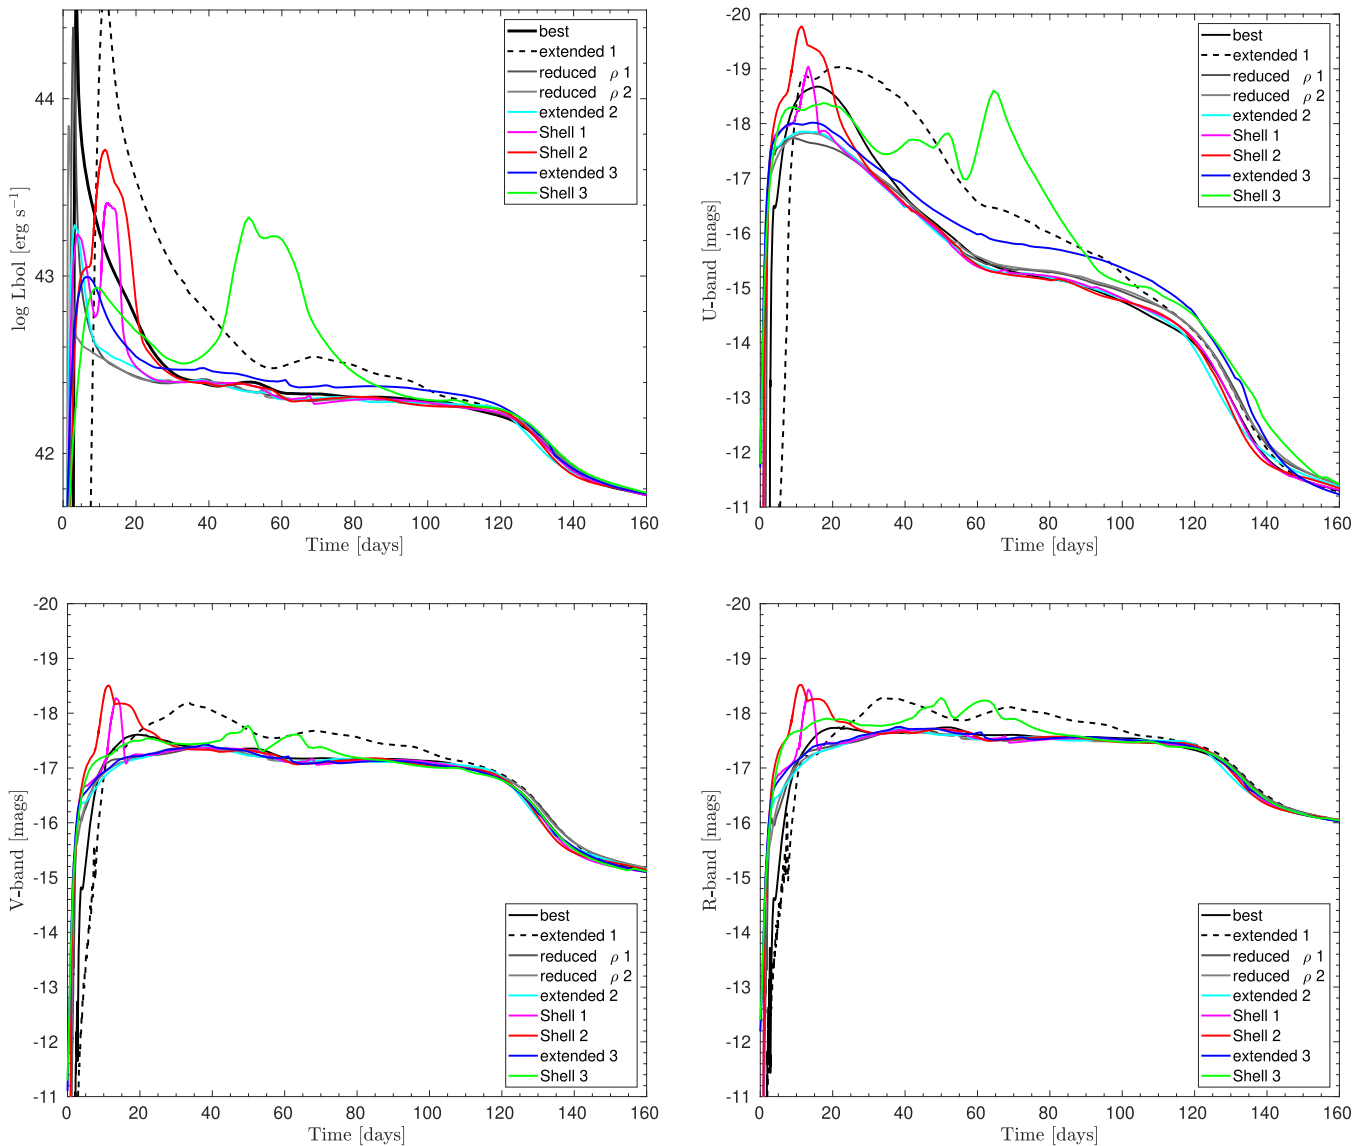 44
43
42
log Lbol [erg s⁻¹]
0 20 40 60 80 100 120 140 160
Time [days]
best
extended 1
reduced ρ 1
reduced ρ 2
extended 2
Shell 1
Shell 2
extended 3
Shell 3
-20
-19
-18
-17
-16
-15
-14
-13
-12
-11
U-band [mags]
0 20 40 60 80 100 120 140 160
Time [days]
best
extended 1
reduced ρ 1
reduced ρ 2
extended 2
Shell 1
Shell 2
extended 3
Shell 3
-20
-19
-18
-17
-16
-15
-14
-13
-12
-11
V-band [mags]
0 20 40 60 80 100 120 140 160
Time [days]
best
extended 1
reduced ρ 1
reduced ρ 2
extended 2
Shell 1
Shell 2
extended 3
Shell 3
-20
-19
-18
-17
-16
-15
-14
-13
-12
-11
R-band [mags]
0 20 40 60 80 100 120 140 160
Time [days]
best
extended 1
reduced ρ 1
reduced ρ 2
extended 2
Shell 1
Shell 2
extended 3
Shell 3